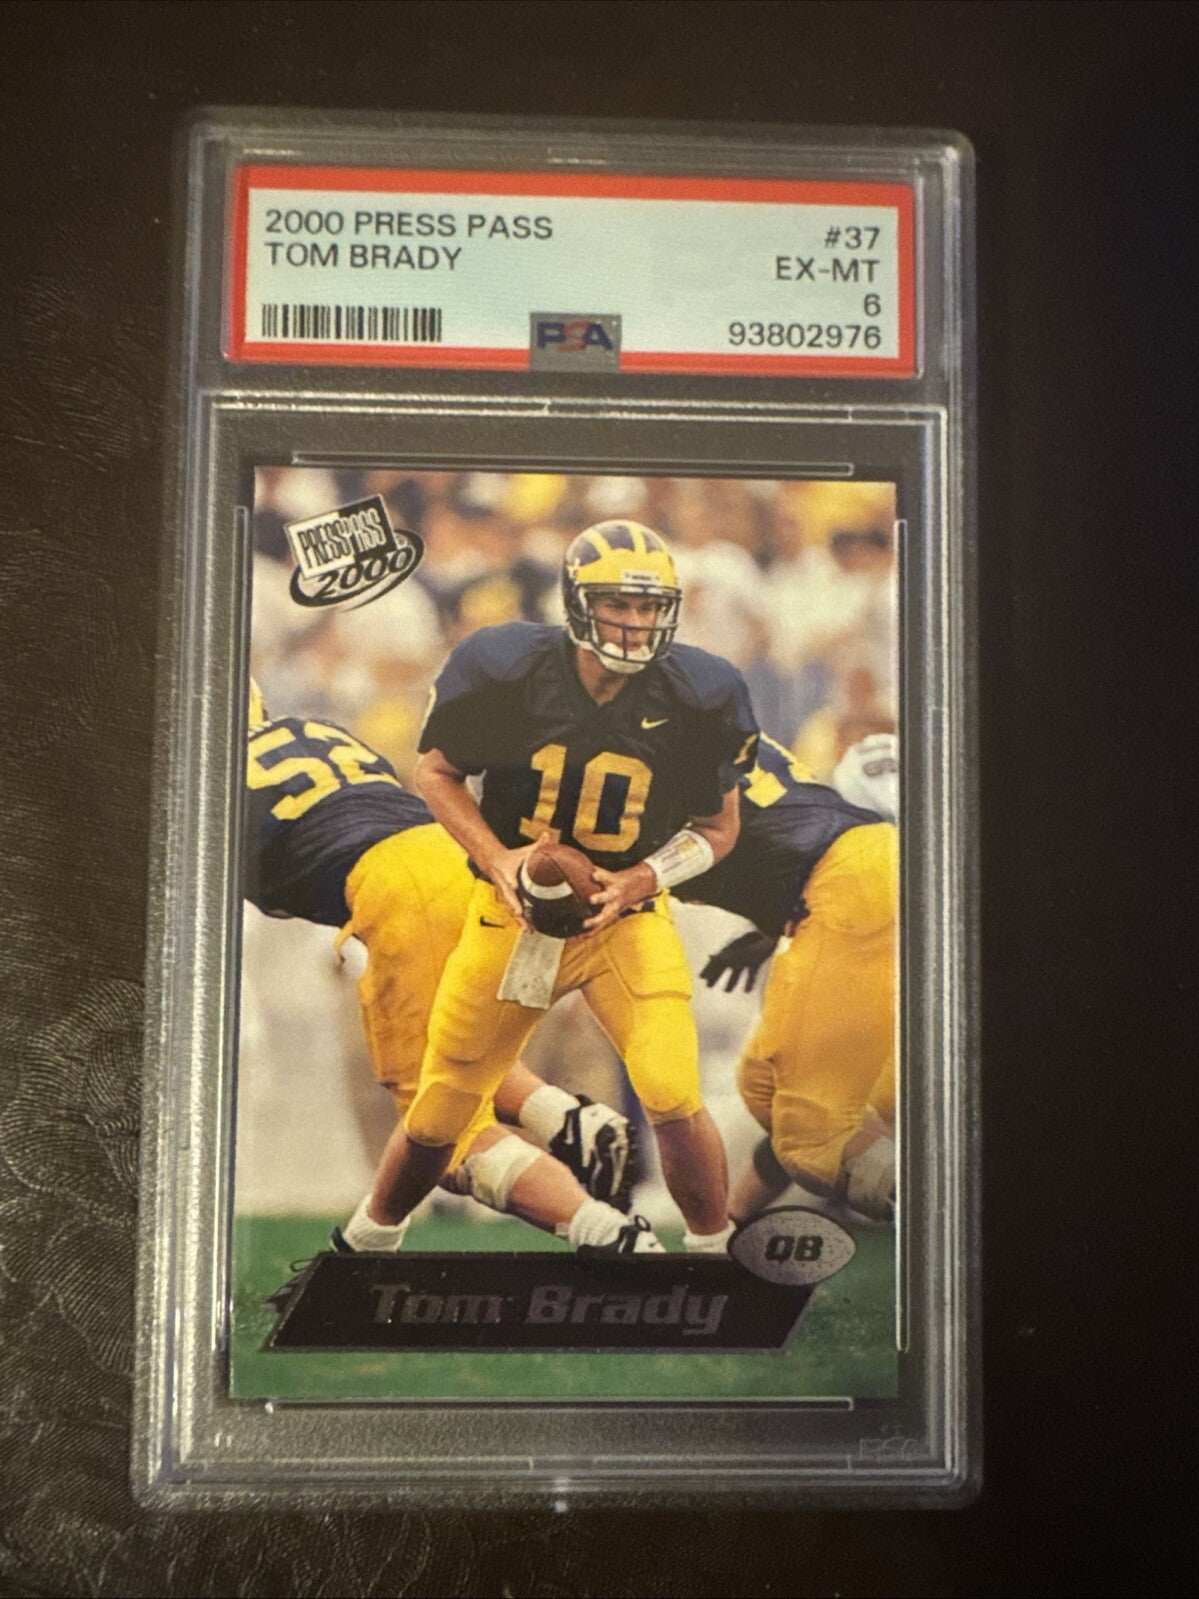 2000 PRESS PASS
#37
TOM BRADY
EX-MT
6
PSA
93802976
PRESS PASS
2000
52
10
10
QB
Tom Brady